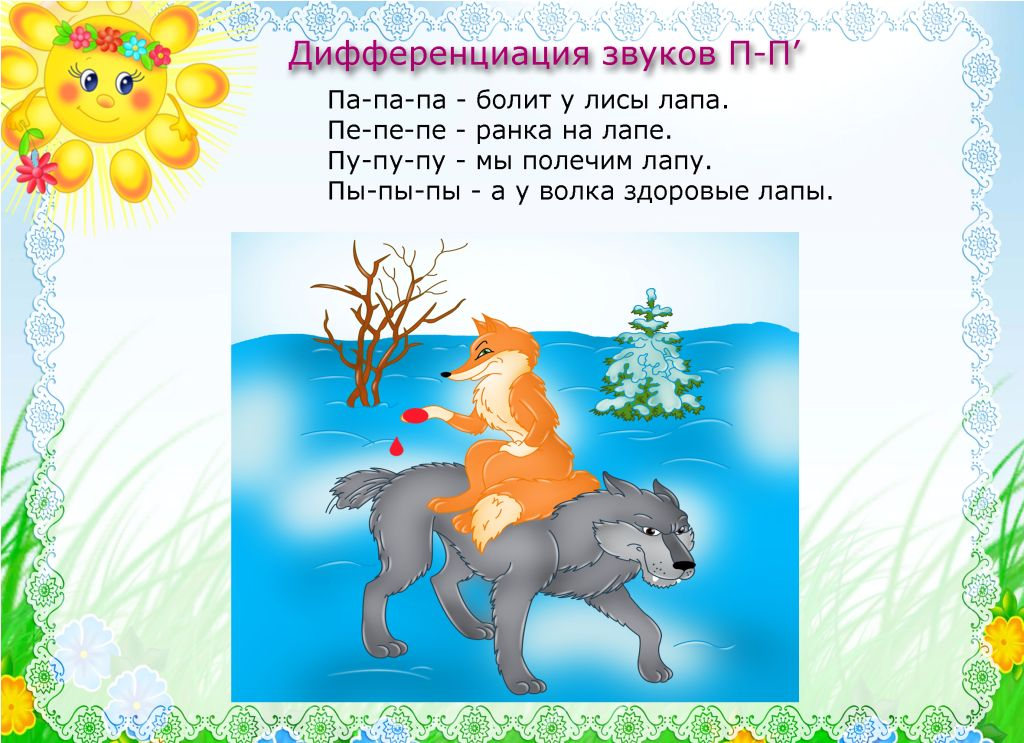 Дифференциация звуков П-П’
Па-па-па - болит у лисы лапа.
Пе-пе-пе - ранка на лапе.
Пу-пу-пу - мы полечим лапу.
Пы-пы-пы - а у волка здоровые лапы.